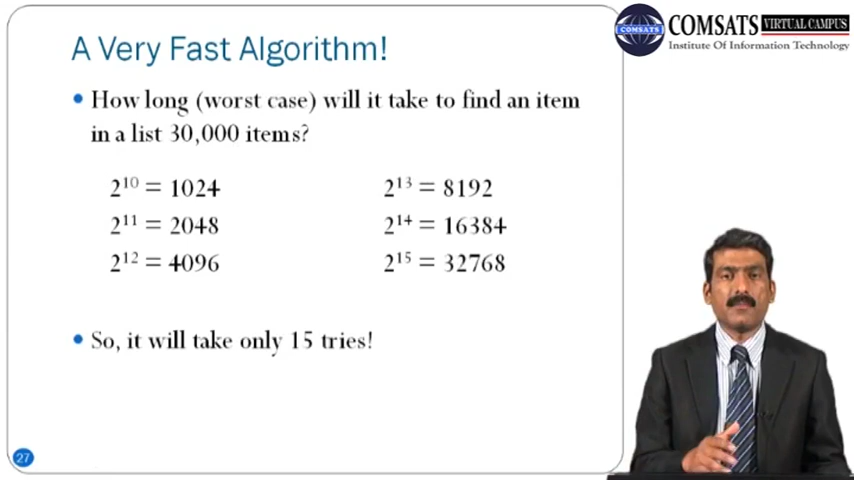 A Very Fast Algorithm!
COMSATS
COMSATS VIRTUAL CAMPUS
Institute Of Information Technology
• How long (worst case) will it take to find an item
in a list 30,000 items?
2¹⁰ = 1024
2¹¹ = 2048
2¹² = 4096
2¹³ = 8192
2¹⁴ = 16384
2¹⁵ = 32768
• So, it will take only 15 tries!
27